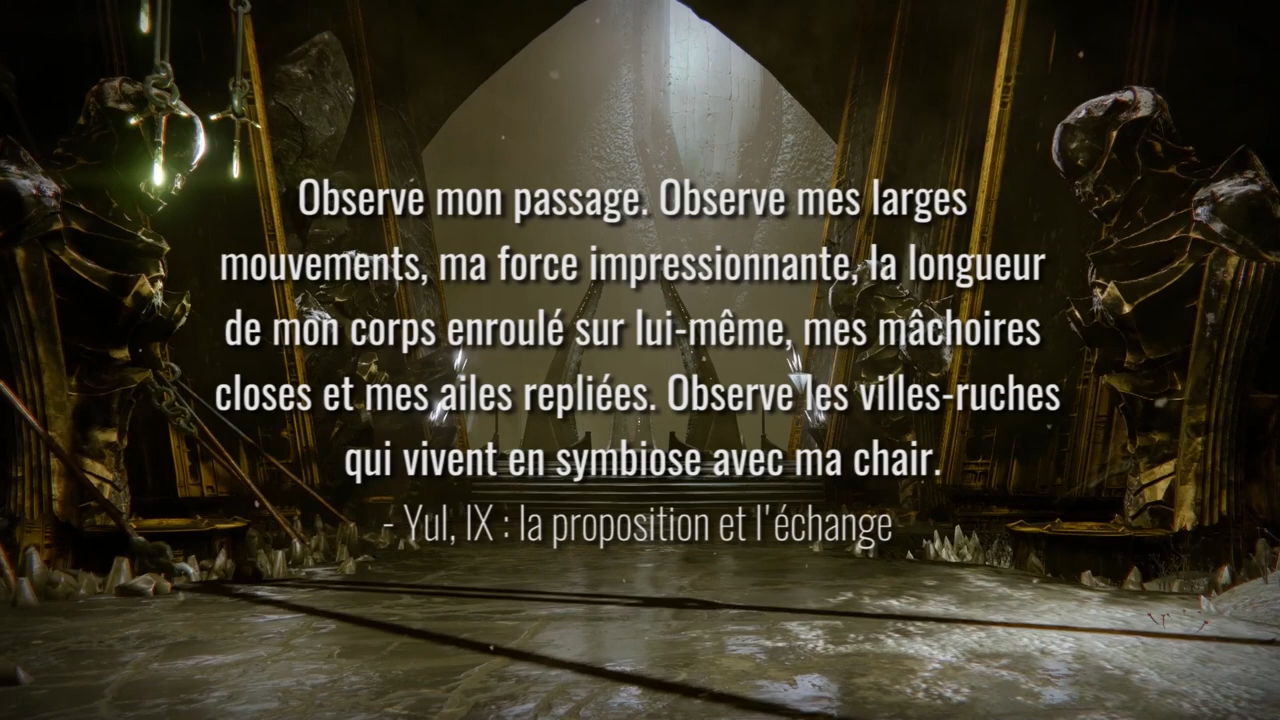 Observe mon passage. Observe mes larges
mouvements, ma force impressionnante, la longueur
de mon corps enroulé sur lui-même, mes mâchoires
closes et mes ailes repliées. Observe les villes-ruches
qui vivent en symbiose avec ma chair.
- Yul, IX : la proposition et l'échange